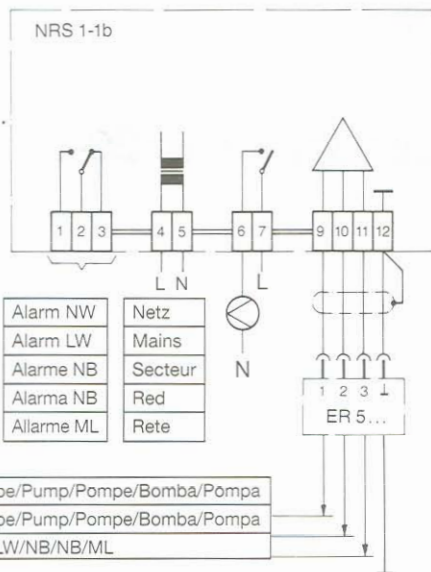 NRS 1-1b
1 2 3 4 5 6 7 9 10 11 12
L N L
N
Alarm NW
Alarm LW
Alarme NB
Alarma NB
Allarme ML
Netz
Mains
Secteur
Red
Rete
1 2 3
ER 5...
pe/Pump/Pompe/Bomba/Pompa
pe/Pump/Pompe/Bomba/Pompa
LW/NB/NB/ML